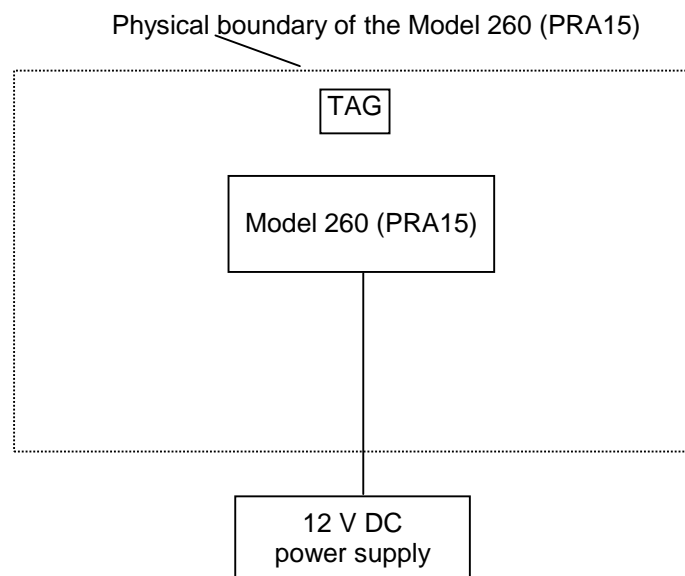 Physical boundary of the Model 260 (PRA15)
TAG
Model 260 (PRA15)
12 V DC
power supply